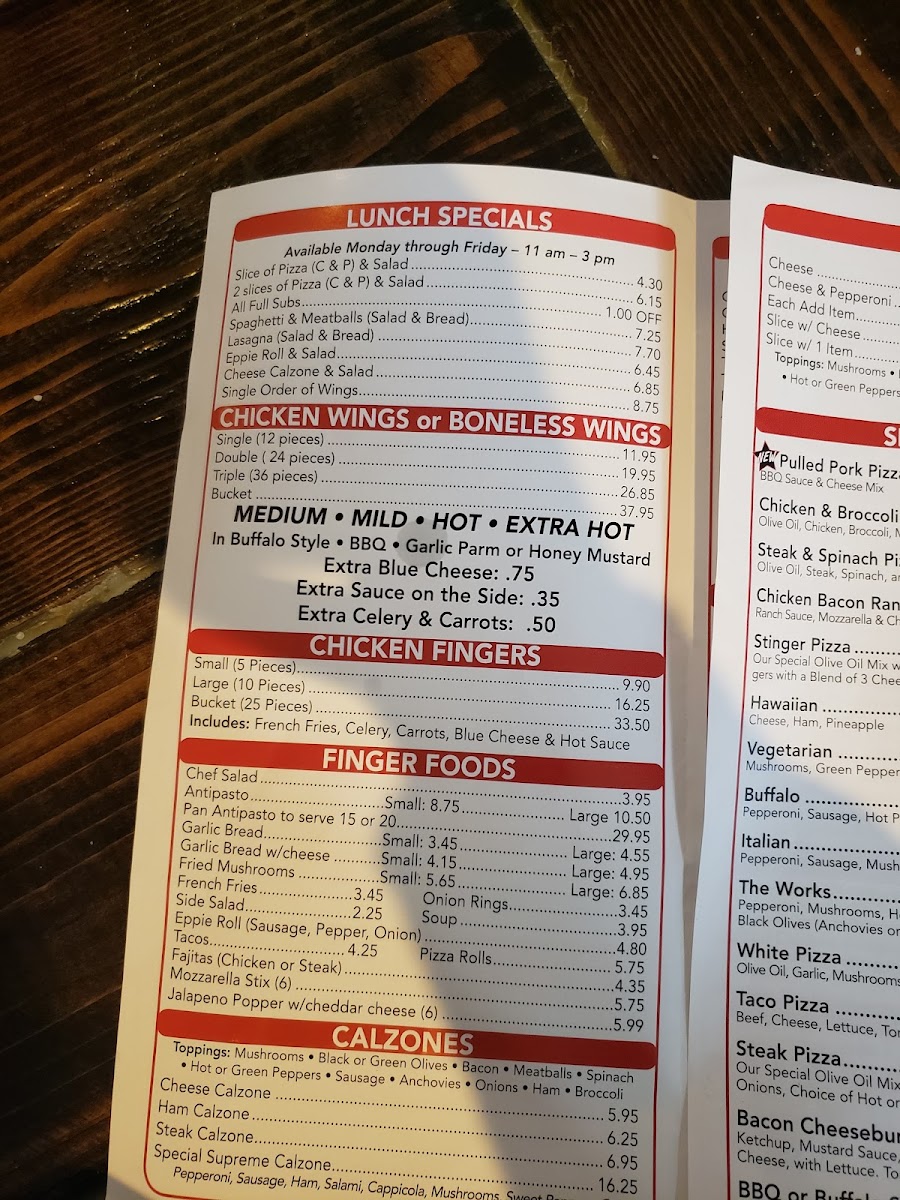 LUNCH SPECIALS
Available Monday through Friday – 11 am – 3 pm
Slice of Pizza (C & P) & Salad 4.30
2 slices of Pizza (C & P) & Salad 6.15
All Full Subs 1.00 OFF
Spaghetti & Meatballs (Salad & Bread) 7.25
Lasagna (Salad & Bread) 7.70
Eppie Roll & Salad 6.45
Cheese Calzone & Salad 6.85
Single Order of Wings 8.75
CHICKEN WINGS or BONELESS WINGS
Single (12 pieces) 11.95
Double ( 24 pieces) 19.95
Triple (36 pieces) 26.85
Bucket 37.95
MEDIUM • MILD • HOT • EXTRA HOT
In Buffalo Style • BBQ • Garlic Parm or Honey Mustard
Extra Blue Cheese: .75
Extra Sauce on the Side: .35
Extra Celery & Carrots: .50
CHICKEN FINGERS
Small (5 Pieces) 9.90
Large (10 Pieces) 16.25
Bucket (25 Pieces) 33.50
Includes: French Fries, Celery, Carrots, Blue Cheese & Hot Sauce
FINGER FOODS
Chef Salad 3.95
Antipasto Small: 8.75 Large 10.50
Pan Antipasto to serve 15 or 20 29.95
Garlic Bread Small: 3.45 Large: 4.55
Garlic Bread w/cheese Small: 4.15 Large: 4.95
Fried Mushrooms Small: 5.65 Large: 6.85
French Fries 3.45 Onion Rings 3.45
Side Salad 2.25 Soup 3.95
Eppie Roll (Sausage, Pepper, Onion) 4.80
Tacos 4.25 Pizza Rolls 5.75
Fajitas (Chicken or Steak) 4.35
Mozzarella Stix (6) 5.75
Jalapeno Popper w/cheddar cheese (6) 5.99
CALZONES
Toppings: Mushrooms • Black or Green Olives • Bacon • Meatballs • Spinach
• Hot or Green Peppers • Sausage • Anchovies • Onions • Ham • Broccoli
Cheese Calzone 5.95
Ham Calzone 6.25
Steak Calzone 6.95
Special Supreme Calzone 16.25
Pepperoni, Sausage, Ham, Salami, Cappicola, Mushrooms, Sweet
Cheese
Cheese & Pepperoni
Each Add Item
Slice w/ Cheese
Slice w/ 1 Item
Toppings: Mushrooms •
• Hot or Green Peppers
NEW Pulled Pork Pizza
BBQ Sauce & Cheese Mix
Chicken & Broccoli
Olive Oil, Chicken, Broccoli,
Steak & Spinach
Olive Oil, Steak, Spinach,
Chicken Bacon
Ranch Sauce, Mozzarella &
Stinger Pizza
Our Special Olive Oil Mix
with a Blend of 3
Hawaiian
Cheese, Ham, Pineapple
Vegetarian
Mushrooms, Green Pepper
Buffalo
Pepperoni, Sausage, Hot
Italian
Pepperoni, Sausage,
The Works
Pepperoni, Mushrooms,
Black Olives (Anchovies or
White Pizza
Olive Oil, Garlic, Mushrooms
Taco Pizza
Beef, Cheese, Lettuce,
Steak Pizza
Our Special Olive Oil Mix
Onions, Choice of Hot or
Bacon
Ketchup, Mustard Sauce,
Cheese, with Lettuce.
BBQ or